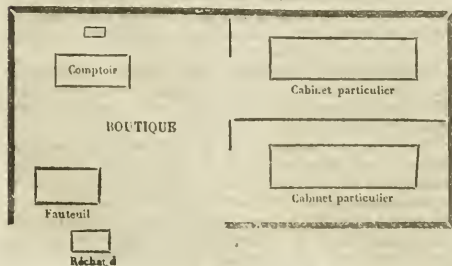 Comptoir
Cabinet particulier
BOUTIQUE
Cabinet particulier
Fauteuil
Réchaud